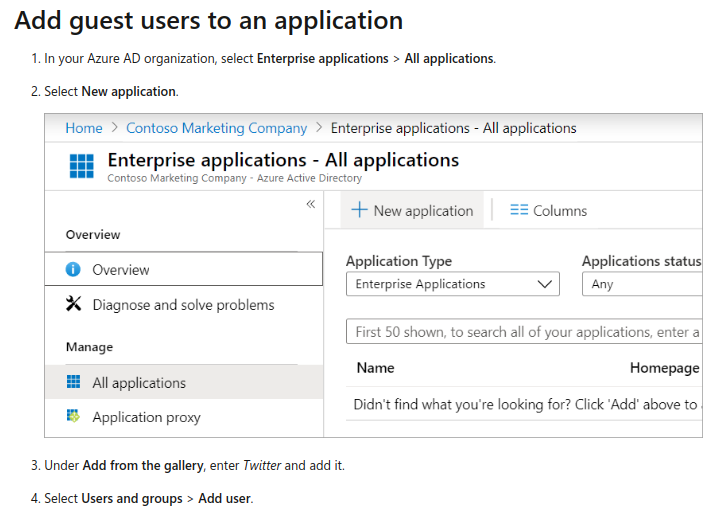 Add guest users to an application
1. In your Azure AD organization, select Enterprise applications > All applications.
2. Select New application.
Home > Contoso Marketing Company > Enterprise applications - All applications
Enterprise applications - All applications
Contoso Marketing Company - Azure Active Directory
«
+ New application
Columns
Overview
Overview
Diagnose and solve problems
Manage
All applications
Application proxy
Application Type
Applications status
Enterprise Applications
Any
First 50 shown, to search all of your applications, enter a
Name
Homepage
Didn't find what you're looking for? Click 'Add' above to
3. Under Add from the gallery, enter Twitter and add it.
4. Select Users and groups > Add user.